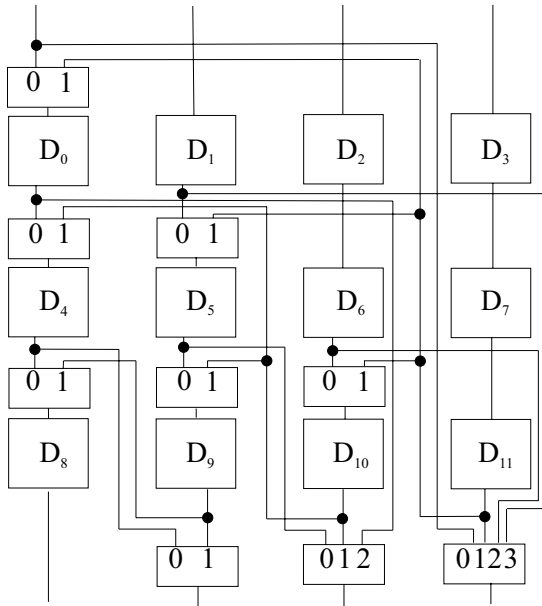 0 1
D₀ D₁ D₂ D₃
0 1 0 1
D₄ D₅ D₆ D₇
0 1 0 1 0 1
D₈ D₉ D₁₀ D₁₁
0 1 012 0123